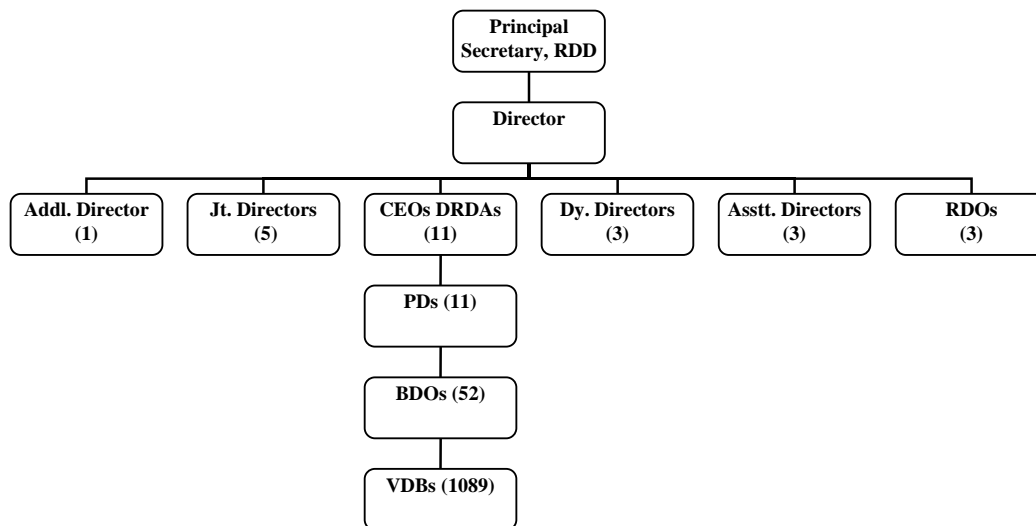 Principal
Secretary, RDD
Director
Addl. Director
(1)
Jt. Directors
(5)
CEOs DRDAs
(11)
Dy. Directors
(3)
Asstt. Directors
(3)
RDOs
(3)
PDs (11)
BDOs (52)
VDBs (1089)